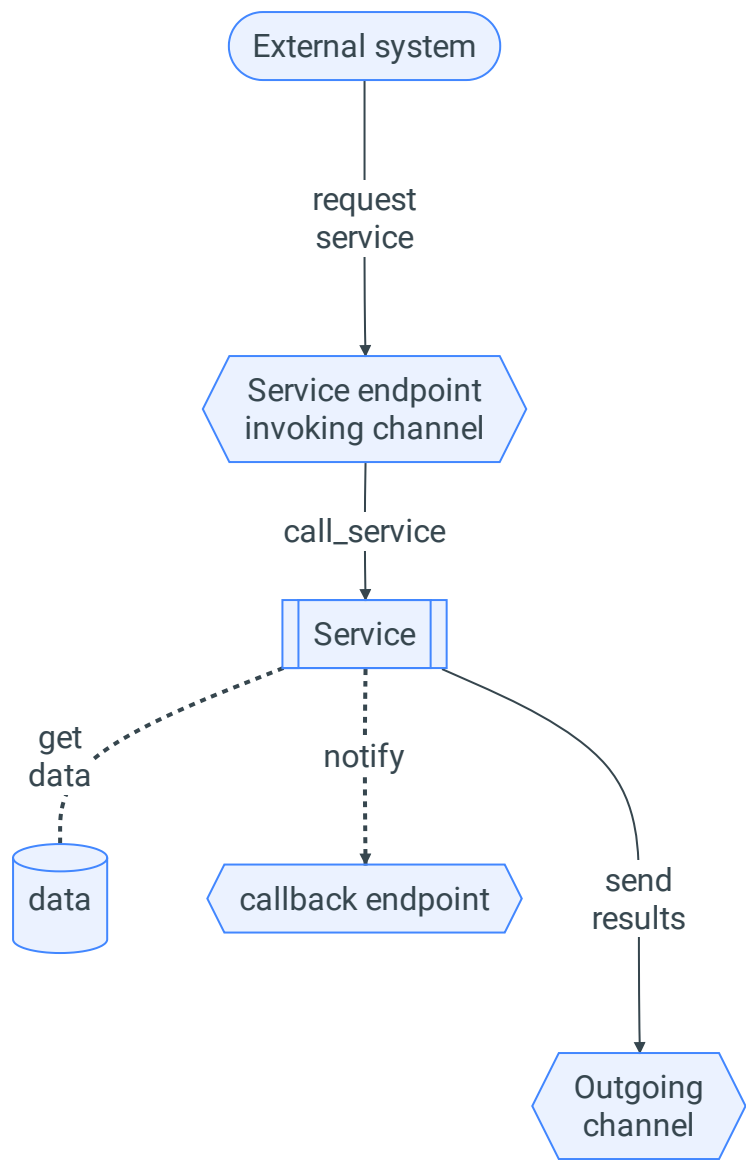 External system
request
service
Service endpoint
invoking channel
call_service
Service
get
data
notify
data
callback endpoint
send
results
Outgoing
channel